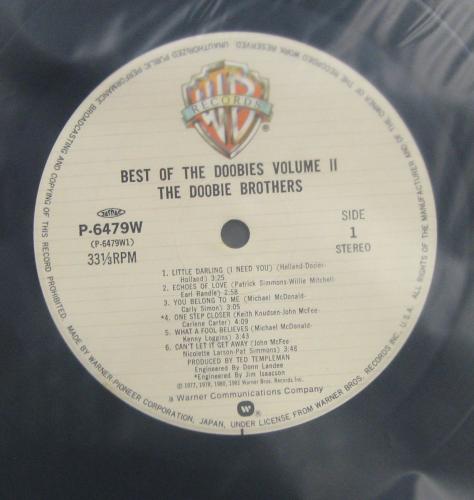 UNAUTHORIZED PUBLIC PERFORMANCE BROADCASTING AND COPYING OF THIS RECORD PROHIBITED. MADE BY WARNER-PIONEER CORPORATION, JAPAN, UNDER LICENSE FROM WARNER BROS. RECORDS INC. U.S.A. ALL RIGHTS OF THE MANUFACTURER AND OF THE OWNER OF THE RECORDED WORK RESERVED.
WB
RECORDS
®
BEST OF THE DOOBIES VOLUME II
THE DOOBIE BROTHERS
JASRAC
P-6479W
(P-6479W1)
33⅓RPM
SIDE
1
STEREO
1. LITTLE DARLING (I NEED YOU) (Holland-Dozier-
Holland) 3:25
2. ECHOES OF LOVE (Patrick Simmons-Willie Mitchell-
Earl Randle) 2:58
3. YOU BELONG TO ME (Michael McDonald-
Carly Simon) 3:05
*4. ONE STEP CLOSER (Keith Knudsen-John McFee-
Carlene Carter) 4:09
5. WHAT A FOOL BELIEVES (Michael McDonald-
Kenny Loggins) 3:43
6. CAN'T LET IT GET AWAY (John McFee-
Nicolette Larson-Pat Simmons) 3:48
PRODUCED BY TED TEMPLEMAN
Engineered By Donn Landee
*Engineered By Jim Isaacson
Ⓟ 1977, 1978, 1980, 1981 Warner Bros. Records Inc.
a Warner Communications Company
W®